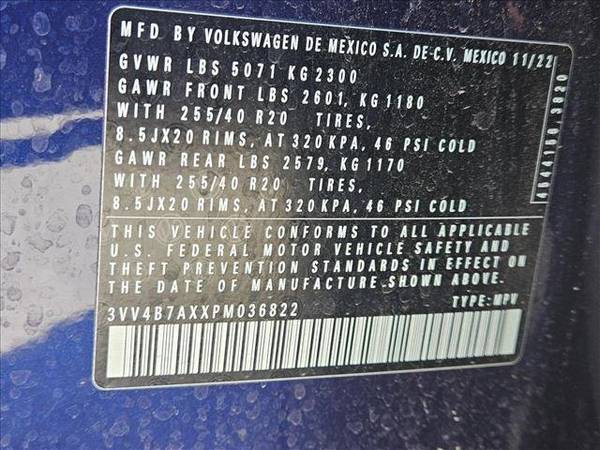 MFD BY VOLKSWAGEN DE MEXICO S.A. DE C.V. MEXICO 11/22
GVWR LBS 5071 KG 2300
GAWR FRONT LBS 2601, KG 1180
WITH 255/40 R20 TIRES,
8.5JX20 RIMS, AT 320 KPA, 46 PSI COLD
GAWR REAR LBS 2579, KG 1170
WITH 255/40 R20 TIRES,
8.5JX20 RIMS, AT 320 KPA, 46 PSI COLD
THIS VEHICLE CONFORMS TO ALL APPLICABLE
U.S. FEDERAL MOTOR VEHICLE SAFETY AND
THEFT PREVENTION STANDARDS IN EFFECT ON
THE DATE OF MANUFACTURE SHOWN ABOVE.
3VV4B7AXXPM036822 TYPE: MPV
3820